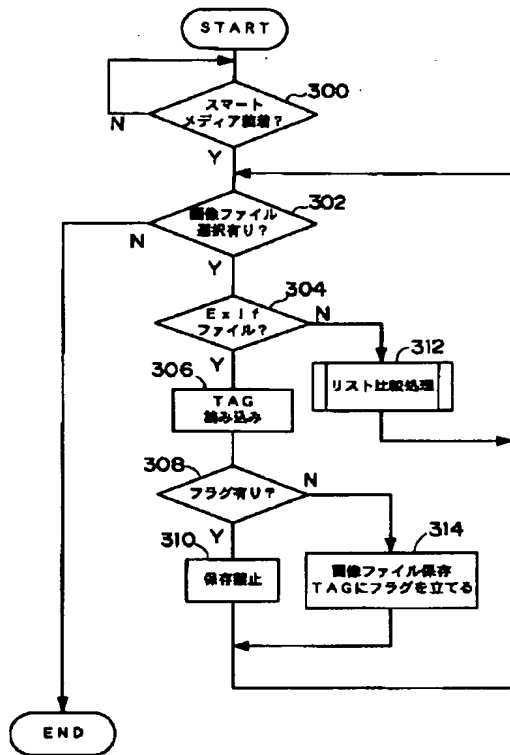 START
300
スマート
メディア装着？
N
Y
302
画像ファイル
選択有り？
N
Y
304
Exif
ファイル？
N
Y
306
TAG
読み込み
312
リスト比較処理
308
フラグ有り？
N
Y
310
保存禁止
314
画像ファイル保存
TAGにフラグを立てる
END